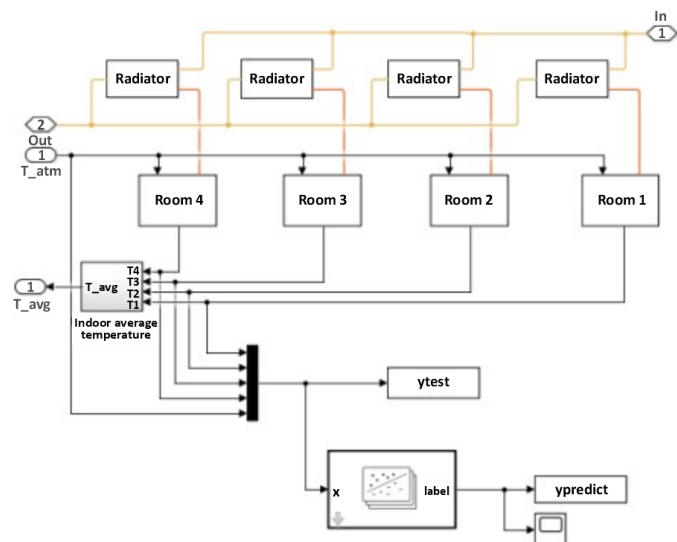 In
1
Radiator
Radiator
Radiator
Radiator
2
Out
1
T_atm
Room 4
Room 3
Room 2
Room 1
T4
T3
T_avg
T2
T1
1
T_avg
Indoor average
temperature
ytest
x
label
ypredict